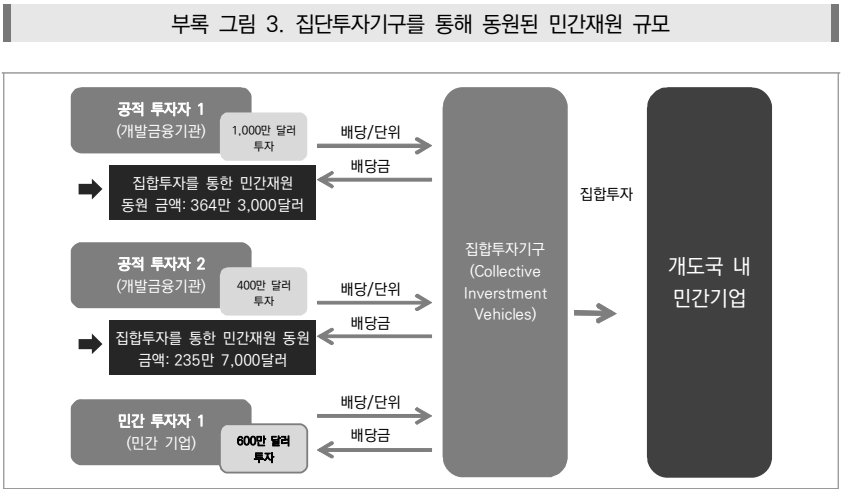 부록 그림 3. 집단투자기구를 통해 동원된 민간재원 규모
공적 투자자 1
(개발금융기관)
1,000만 달러
투자
배당/단위
배당금
집합투자를 통한 민간재원
동원 금액: 364만 3,000달러
공적 투자자 2
(개발금융기관)
400만 달러
투자
배당/단위
배당금
집합투자를 통한 민간재원 동원
금액: 235만 7,000달러
민간 투자자 1
(민간 기업)
600만 달러
투자
배당/단위
배당금
집합투자기구
(Collective
Inverstment
Vehicles)
집합투자
개도국 내
민간기업